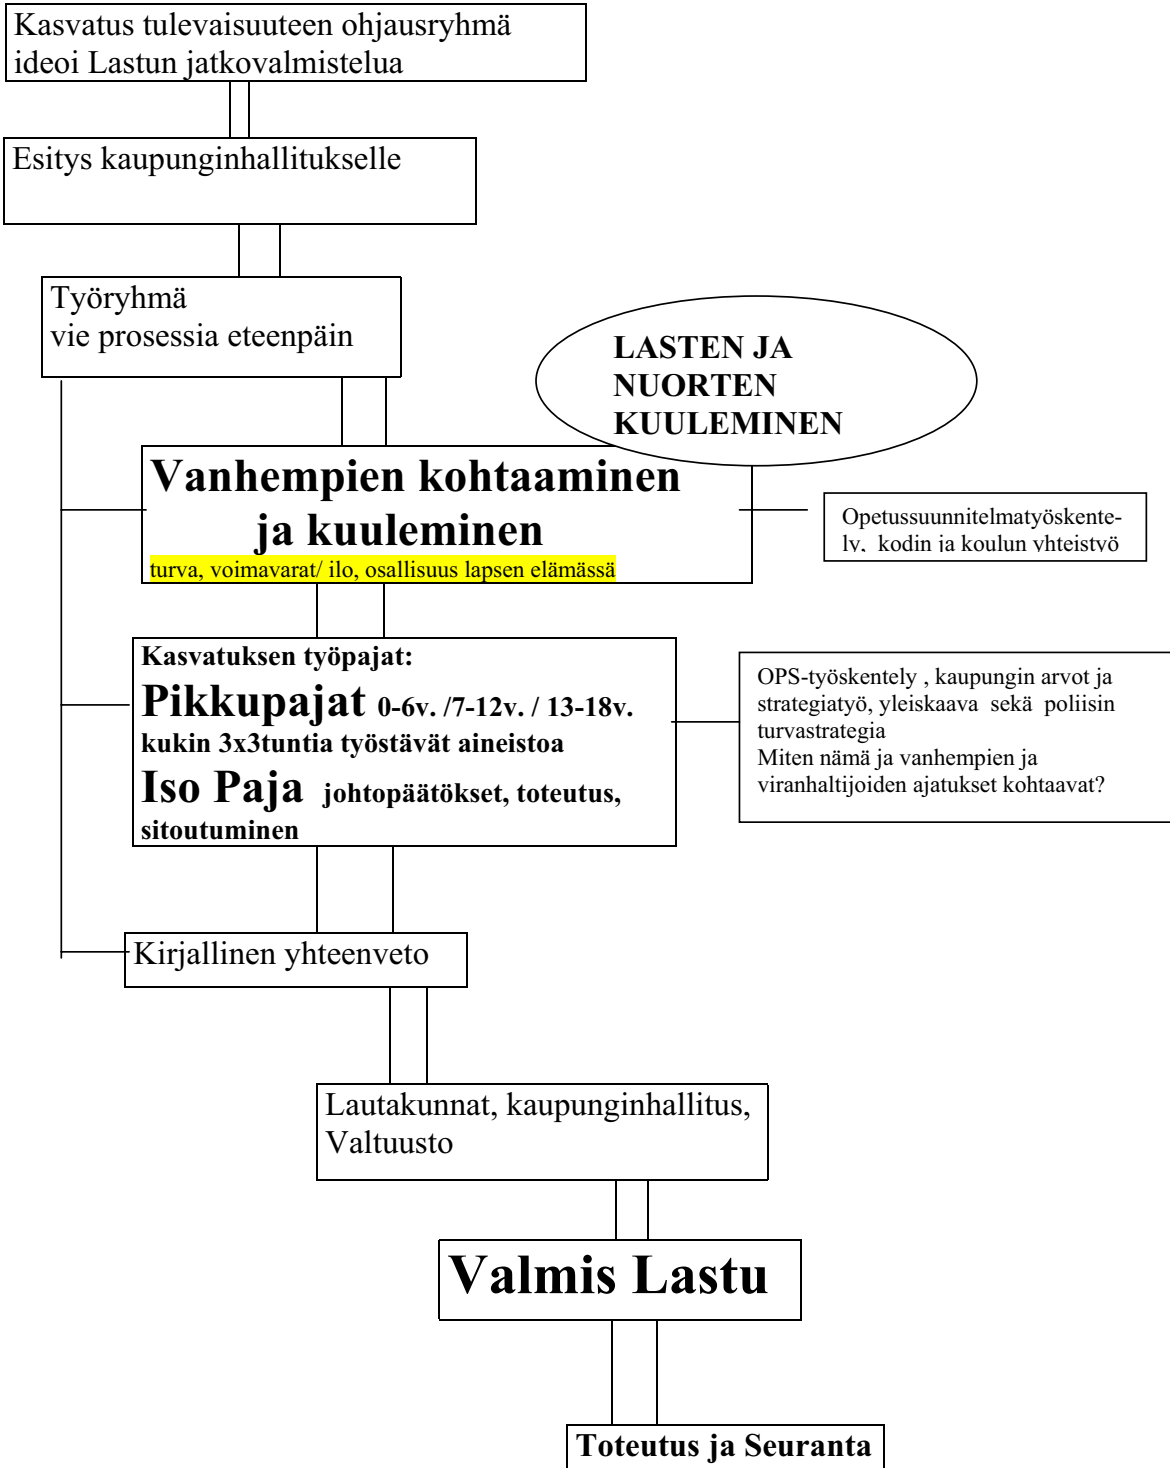 Kasvatus tulevaisuuteen ohjausryhmä
ideoi Lastun jatkovalmistelua
Esitys kaupunginhallitukselle
Työryhmä
vie prosessia eteenpäin
LASTEN JA
NUORTEN
KUULEMINEN
Vanhempien kohtaaminen
ja kuuleminen
turva, voimavarat/ ilo, osallisuus lapsen elämässä
Opetussuunnitelmatyöskente-
ly, kodin ja koulun yhteistyö
Kasvatuksen työpajat:
Pikkupajat 0-6v. /7-12v. / 13-18v.
kukin 3x3tuntia työstävät aineistoa
Iso Paja johtopäätökset, toteutus,
sitoutuminen
OPS-työskentely , kaupungin arvot ja
strategiatyö, yleiskaava sekä poliisin
turvastrategia
Miten nämä ja vanhempien ja
viranhaltijoiden ajatukset kohtaavat?
Kirjallinen yhteenveto
Lautakunnat, kaupunginhallitus,
Valtuusto
Valmis Lastu
Toteutus ja Seuranta